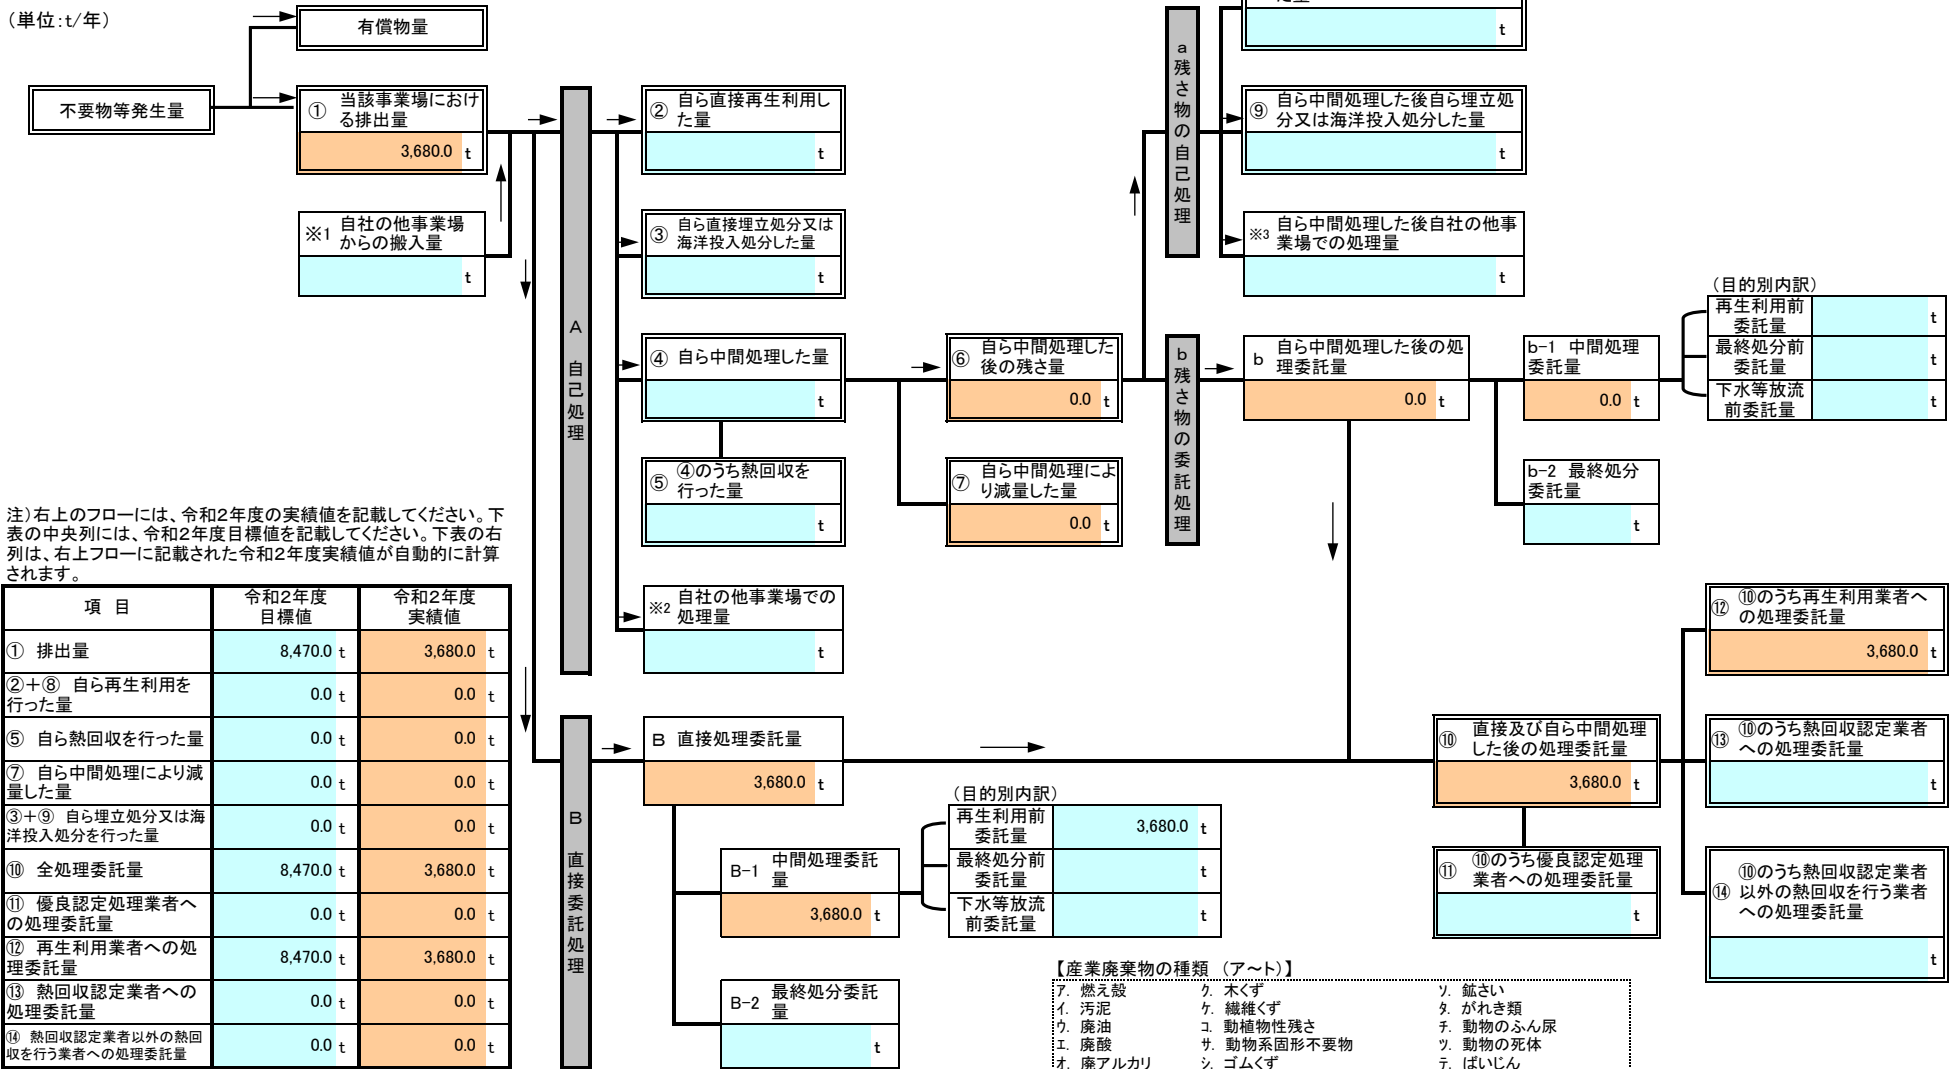 (単位:t/年)
有償物量
不要物等発生量
① 当該事業場におけ
る排出量
3,680.0 t
※1 自社の他事業場
からの搬入量
t
A 自己処理
② 自ら直接再生利用し
た量
t
③ 自ら直接埋立処分又は
海洋投入処分した量
t
④ 自ら中間処理した量
t
⑤ ④のうち熱回収を
行った量
t
※2 自社の他事業場での
処理量
t
⑥ 自ら中間処理した
後の残さ量
0.0 t
⑦ 自ら中間処理によ
り減量した量
0.0 t
a 残さ物の自己処理
t
⑨ 自ら中間処理した後自ら埋立処
分又は海洋投入処分した量
t
※3 自ら中間処理した後自社の他事
業場での処理量
t
b 残さ物の委託処理
b 自ら中間処理した後の処
理委託量
0.0 t
b-1 中間処理
委託量
0.0 t
b-2 最終処分
委託量
t
(目的別内訳)
再生利用前
委託量
t
最終処分前
委託量
t
下水等放流
前委託量
t
注)右上のフローには、令和2年度の実績値を記載してください。下
表の中央列には、令和2年度目標値を記載してください。下表の右
列は、右上フローに記載された令和2年度実績値が自動的に計算
されます。
項 目 令和2年度 目標値 令和2年度 実績値
① 排出量 8,470.0 t 3,680.0 t
②+⑧ 自ら再生利用を
行った量 0.0 t 0.0 t
⑤ 自ら熱回収を行った量 0.0 t 0.0 t
⑦ 自ら中間処理により減
量した量 0.0 t 0.0 t
③+⑨ 自ら埋立処分又は海
洋投入処分を行った量 0.0 t 0.0 t
⑩ 全処理委託量 8,470.0 t 3,680.0 t
⑪ 優良認定処理業者へ
の処理委託量 0.0 t 0.0 t
⑫ 再生利用業者への処
理委託量 8,470.0 t 3,680.0 t
⑬ 熱回収認定業者への
処理委託量 0.0 t 0.0 t
⑭ 熱回収認定業者以外の熱回
収を行う業者への処理委託量 0.0 t 0.0 t
B 直接委託処理
B 直接処理委託量
3,680.0 t
B-1 中間処理委託
量
3,680.0 t
B-2 最終処分委託
量
t
(目的別内訳)
再生利用前
委託量
3,680.0 t
最終処分前
委託量
t
下水等放流
前委託量
t
⑩ 直接及び自ら中間処理
した後の処理委託量
3,680.0 t
⑪ ⑩のうち優良認定処理
業者への処理委託量
t
⑫ ⑩のうち再生利用業者へ
の処理委託量
3,680.0 t
⑬ ⑩のうち熱回収認定業者
への処理委託量
t
⑭ ⑩のうち熱回収認定業者
以外の熱回収を行う業者
への処理委託量
t
【産業廃棄物の種類 (ア~ト)】
ア. 燃え殻 ク. 木くず ソ. 鉱さい
イ. 汚泥 ケ. 繊維くず タ. がれき類
ウ. 廃油 コ. 動植物性残さ チ. 動物のふん尿
エ. 廃酸 サ. 動物系固形不要物 ツ. 動物の死体
オ. 廃アルカリ シ. ゴムくず テ. ばいじん